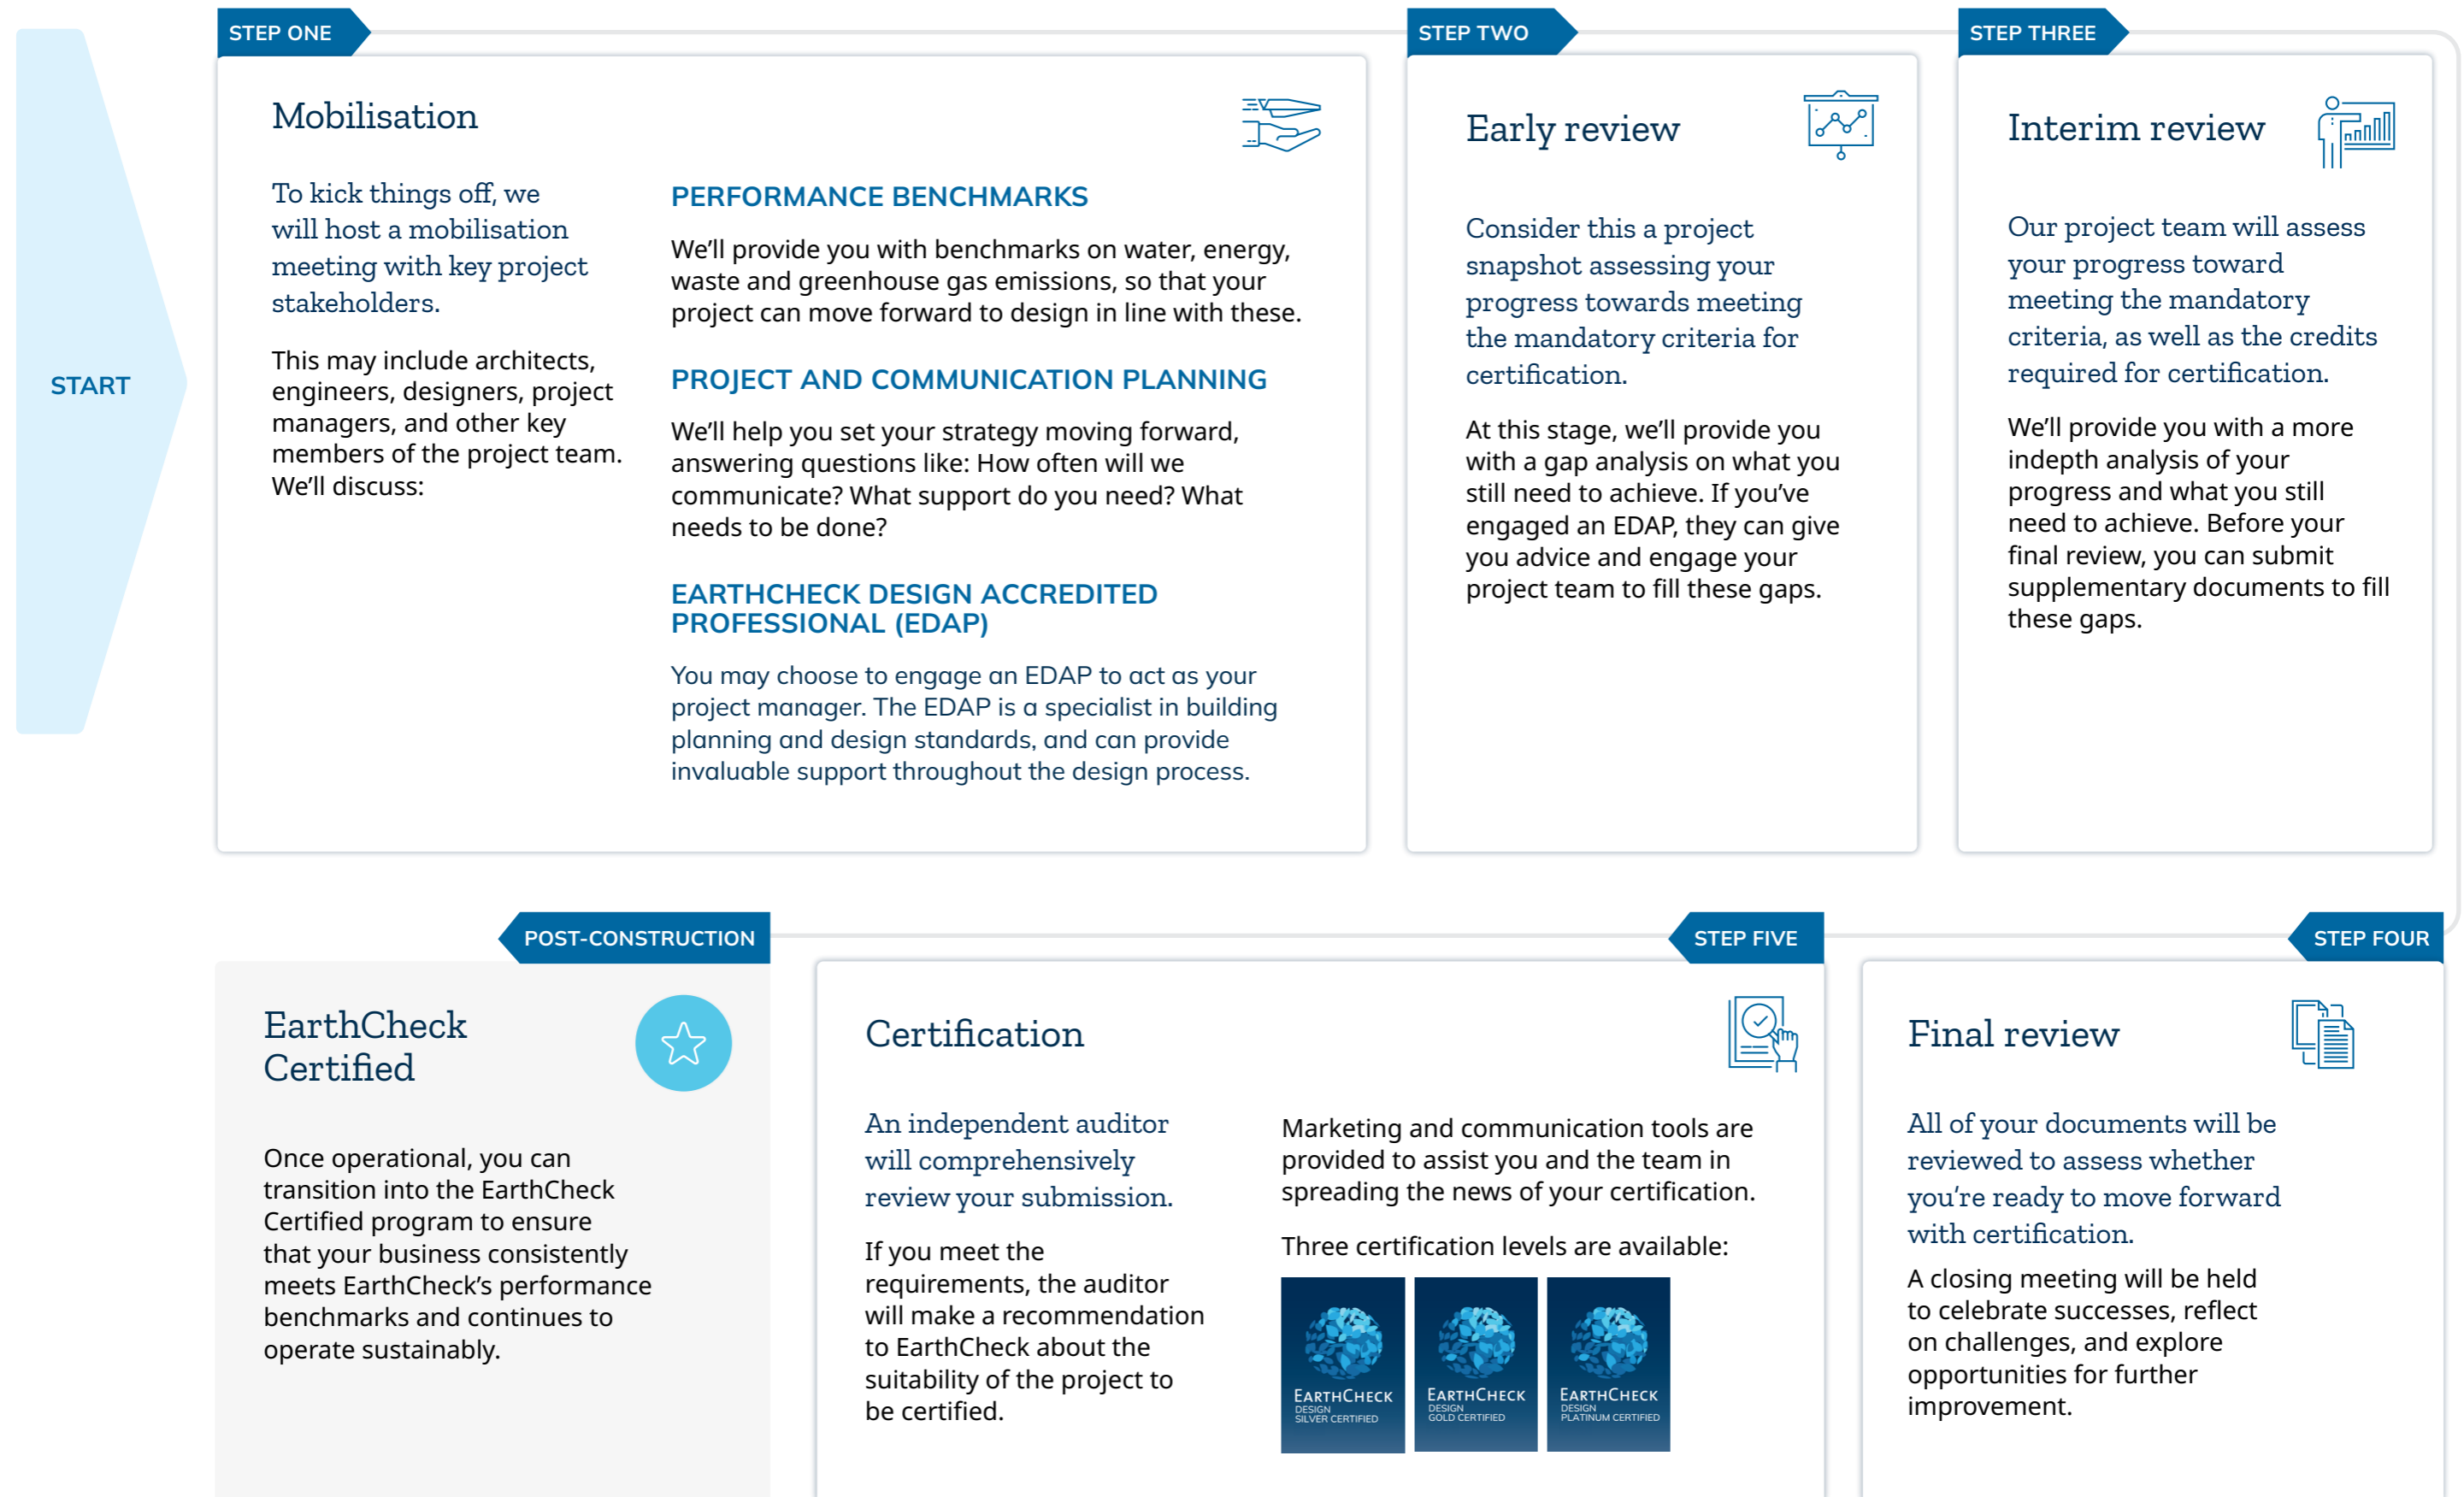 START
STEP ONE
Mobilisation
To kick things off, we
will host a mobilisation
meeting with key project
stakeholders.
This may include architects,
engineers, designers, project
managers, and other key
members of the project team.
We'll discuss:
PERFORMANCE BENCHMARKS
We'll provide you with benchmarks on water, energy,
waste and greenhouse gas emissions, so that your
project can move forward to design in line with these.
PROJECT AND COMMUNICATION PLANNING
We'll help you set your strategy moving forward,
answering questions like: How often will we
communicate? What support do you need? What
needs to be done?
EARTHCHECK DESIGN ACCREDITED
PROFESSIONAL (EDAP)
You may choose to engage an EDAP to act as your
project manager. The EDAP is a specialist in building
planning and design standards, and can provide
invaluable support throughout the design process.
STEP TWO
Early review
Consider this a project
snapshot assessing your
progress towards meeting
the mandatory criteria for
certification.
At this stage, we'll provide you
with a gap analysis on what you
still need to achieve. If you've
engaged an EDAP, they can give
you advice and engage your
project team to fill these gaps.
STEP THREE
Interim review
Our project team will assess
your progress toward
meeting the mandatory
criteria, as well as the credits
required for certification.
We'll provide you with a more
indepth analysis of your
progress and what you still
need to achieve. Before your
final review, you can submit
supplementary documents to fill
these gaps.
STEP FOUR
Final review
All of your documents will be
reviewed to assess whether
you're ready to move forward
with certification.
A closing meeting will be held
to celebrate successes, reflect
on challenges, and explore
opportunities for further
improvement.
STEP FIVE
Certification
An independent auditor
will comprehensively
review your submission.
If you meet the
requirements, the auditor
will make a recommendation
to EarthCheck about the
suitability of the project to
be certified.
Marketing and communication tools are
provided to assist you and the team in
spreading the news of your certification.
Three certification levels are available:
EARTHCHECK
DESIGN
SILVER CERTIFIED
EARTHCHECK
DESIGN
GOLD CERTIFIED
EARTHCHECK
DESIGN
PLATINUM CERTIFIED
POST-CONSTRUCTION
EarthCheck
Certified
Once operational, you can
transition into the EarthCheck
Certified program to ensure
that your business consistently
meets EarthCheck's performance
benchmarks and continues to
operate sustainably.